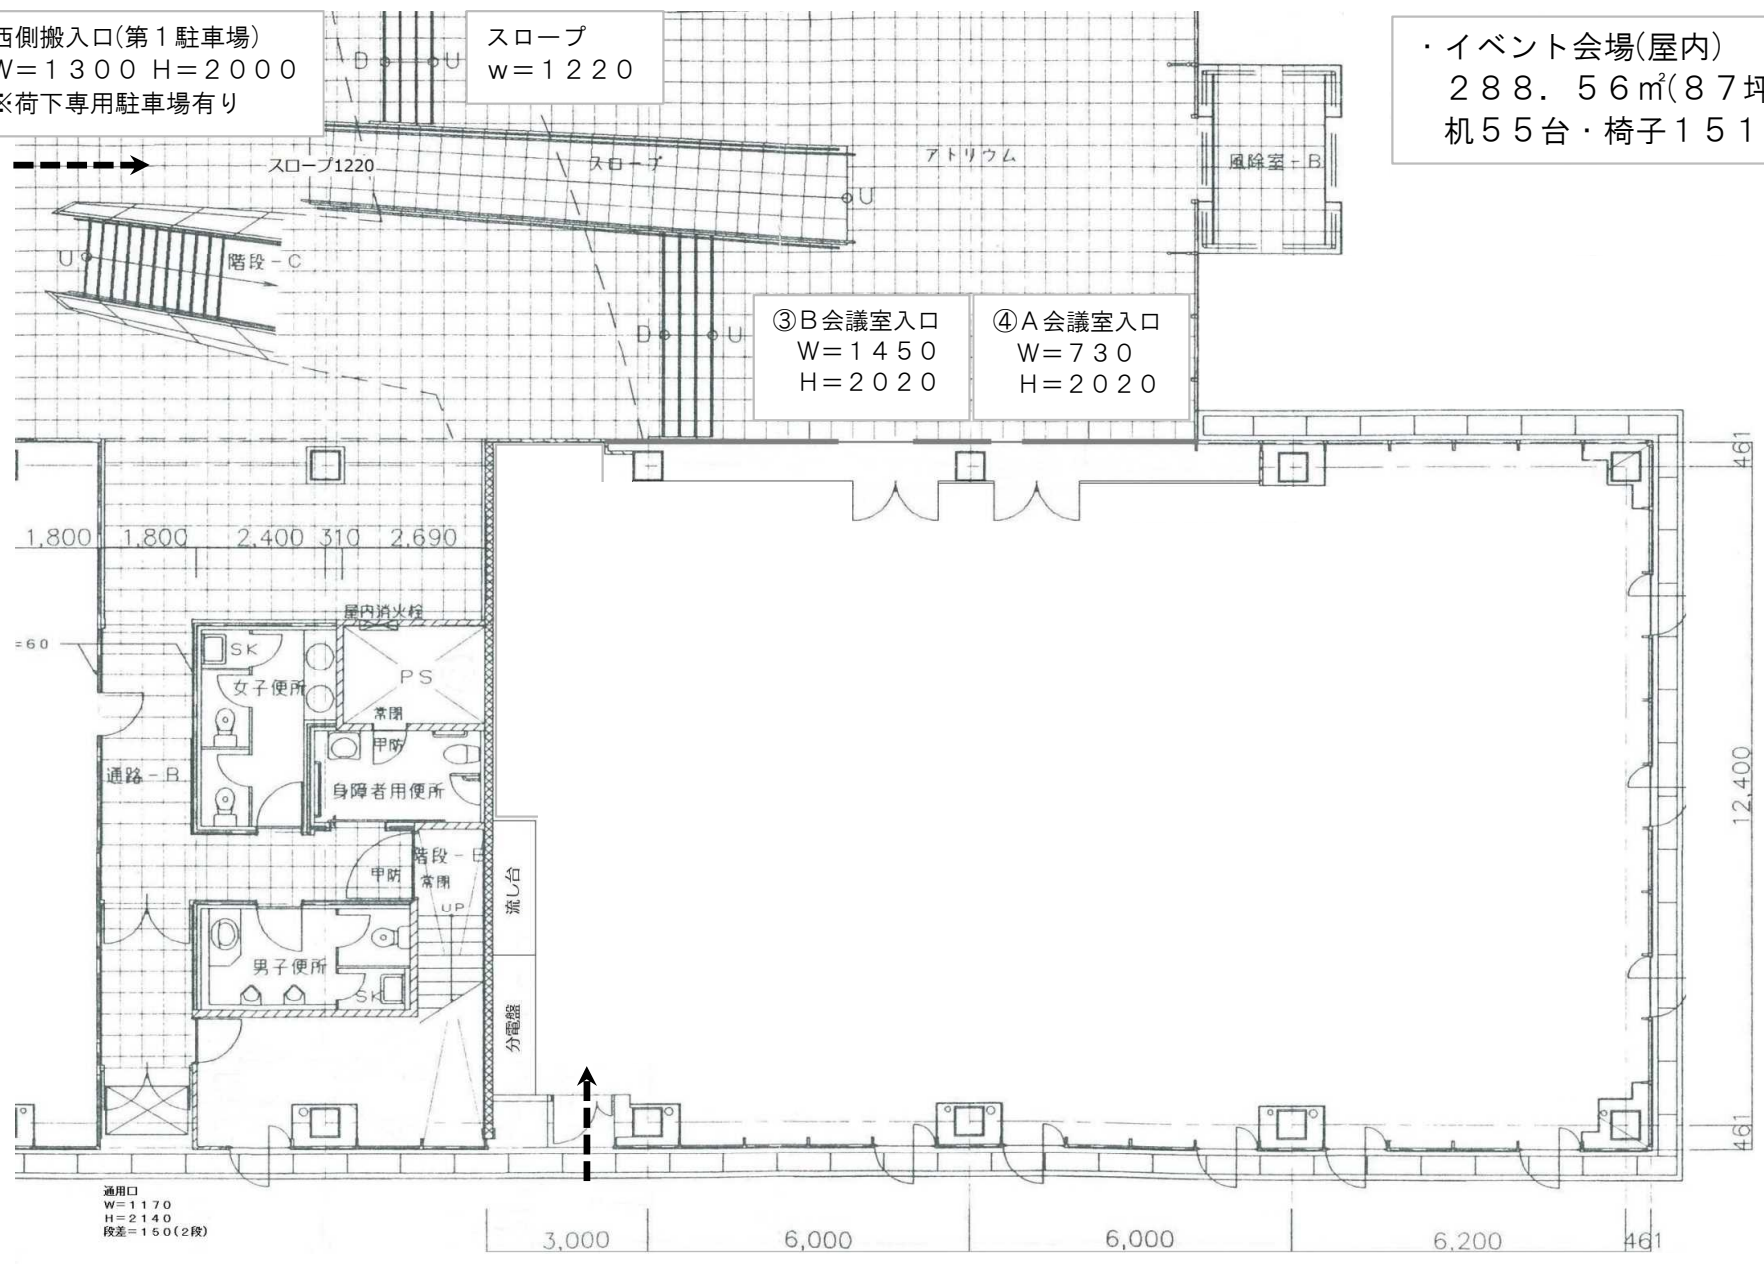 西側搬入口(第１駐車場)
W＝１３００ H＝２０００
※荷下専用駐車場有り
スロープ
w＝１２２０
・イベント会場(屋内)
２８８．５６㎡(８７坪
机５５台・椅子１５１
D
U
スロープ1220
スロープ
U
アトリウム
風除室-B
U
階段-C
D
U
③Ｂ会議室入口
W＝１４５０
H＝２０２０
④Ａ会議室入口
W＝７３０
H＝２０２０
461
1,800
1,800
2,400
310
2,690
屋内消火栓
=60
SK
女子便所
PS
常閉
甲防
通路-B
身障者用便所
12,400
階段-E
甲防
常閉
流し台
UP
男子便所
SK
分電盤
461
通用口
W＝１１７０
H＝２１４０
段差＝１５０(２段)
3,000
6,000
6,000
6,200
461